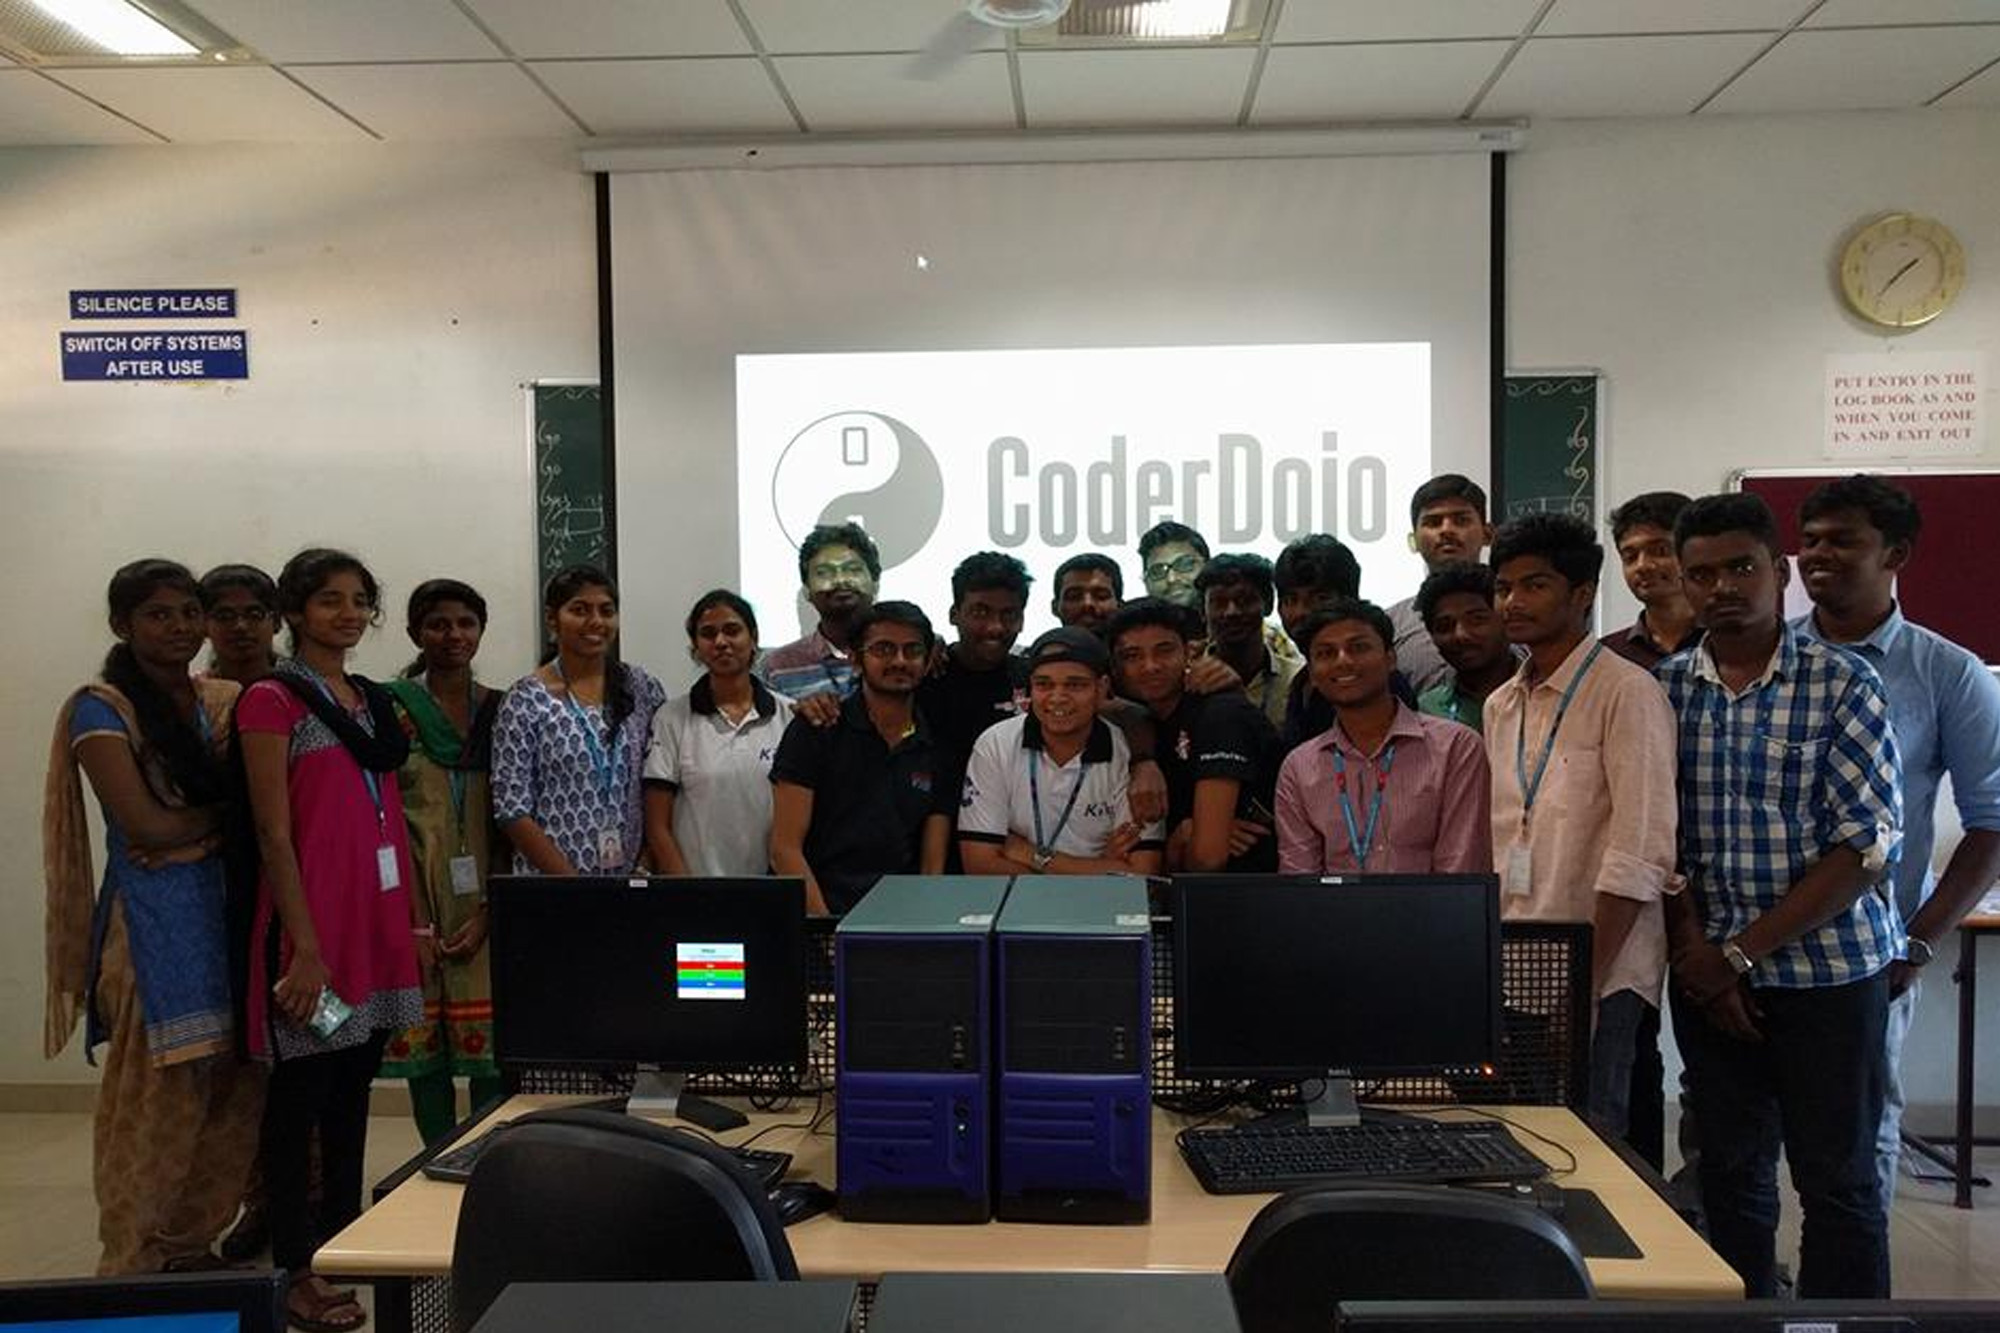 SILENCE PLEASE
SWITCH OFF SYSTEMS
AFTER USE
CoderDojo
PUT ENTRY IN THE
LOG BOOK AS AND
WHEN YOU COME
IN AND EXIT OUT
DELL